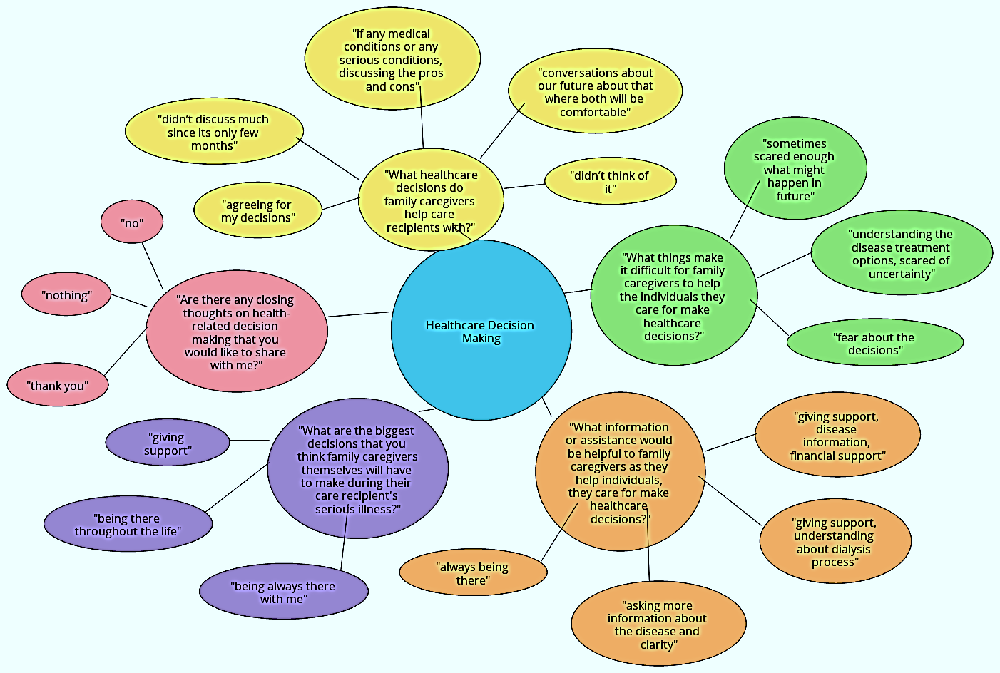 "if any medical
conditions or any
serious conditions,
discussing the pros
and cons"
"conversations about
our future about that
where both will be
comfortable"
"didn't discuss much
since its only few
months"
"What healthcare
decisions do
family caregivers
help care
recipients with?"
"didn't think of
it"
"agreeing for
my decisions"
"sometimes
scared enough
what might
happen in
future"
"understanding the
disease treatment
options, scared of
uncertainty"
"What things make
it difficult for family
caregivers to help
the individuals they
care for make
healthcare
decisions?"
"fear about the
decisions"
"no"
"nothing"
"Are there any closing
thoughts on health-
related decision
making that you
would like to share
with me?"
"thank you"
Healthcare Decision
Making
"giving
support"
"What are the biggest
decisions that you
think family caregivers
themselves will have
to make during their
care recipient's
serious illness?"
"being there
throughout the life"
"being always there
with me"
"What information
or assistance would
be helpful to family
caregivers as they
help individuals,
they care for make
healthcare
decisions?"
"giving support,
disease
information,
financial support"
"giving support,
understanding
about dialysis
process"
"always being
there"
"asking more
information about
the disease and
clarity"